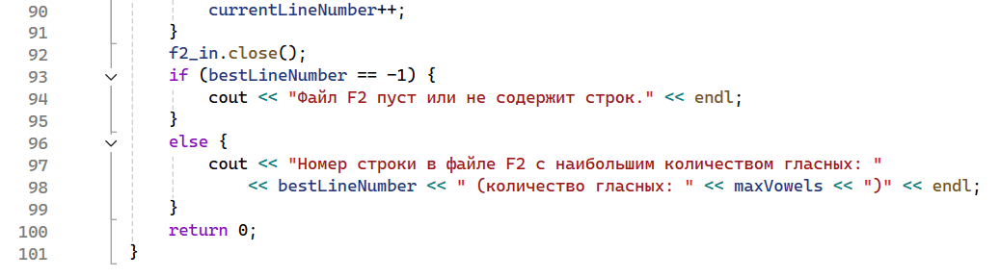 90 currentLineNumber++;
91 }
92 f2_in.close();
93 if (bestLineNumber == -1) {
94 cout << "Файл F2 пуст или не содержит строк." << endl;
95 }
96 else {
97 cout << "Номер строки в файле F2 с наибольшим количеством гласных: "
98 << bestLineNumber << " (количество гласных: " << maxVowels << ")" << endl;
99 }
100 return 0;
101 }